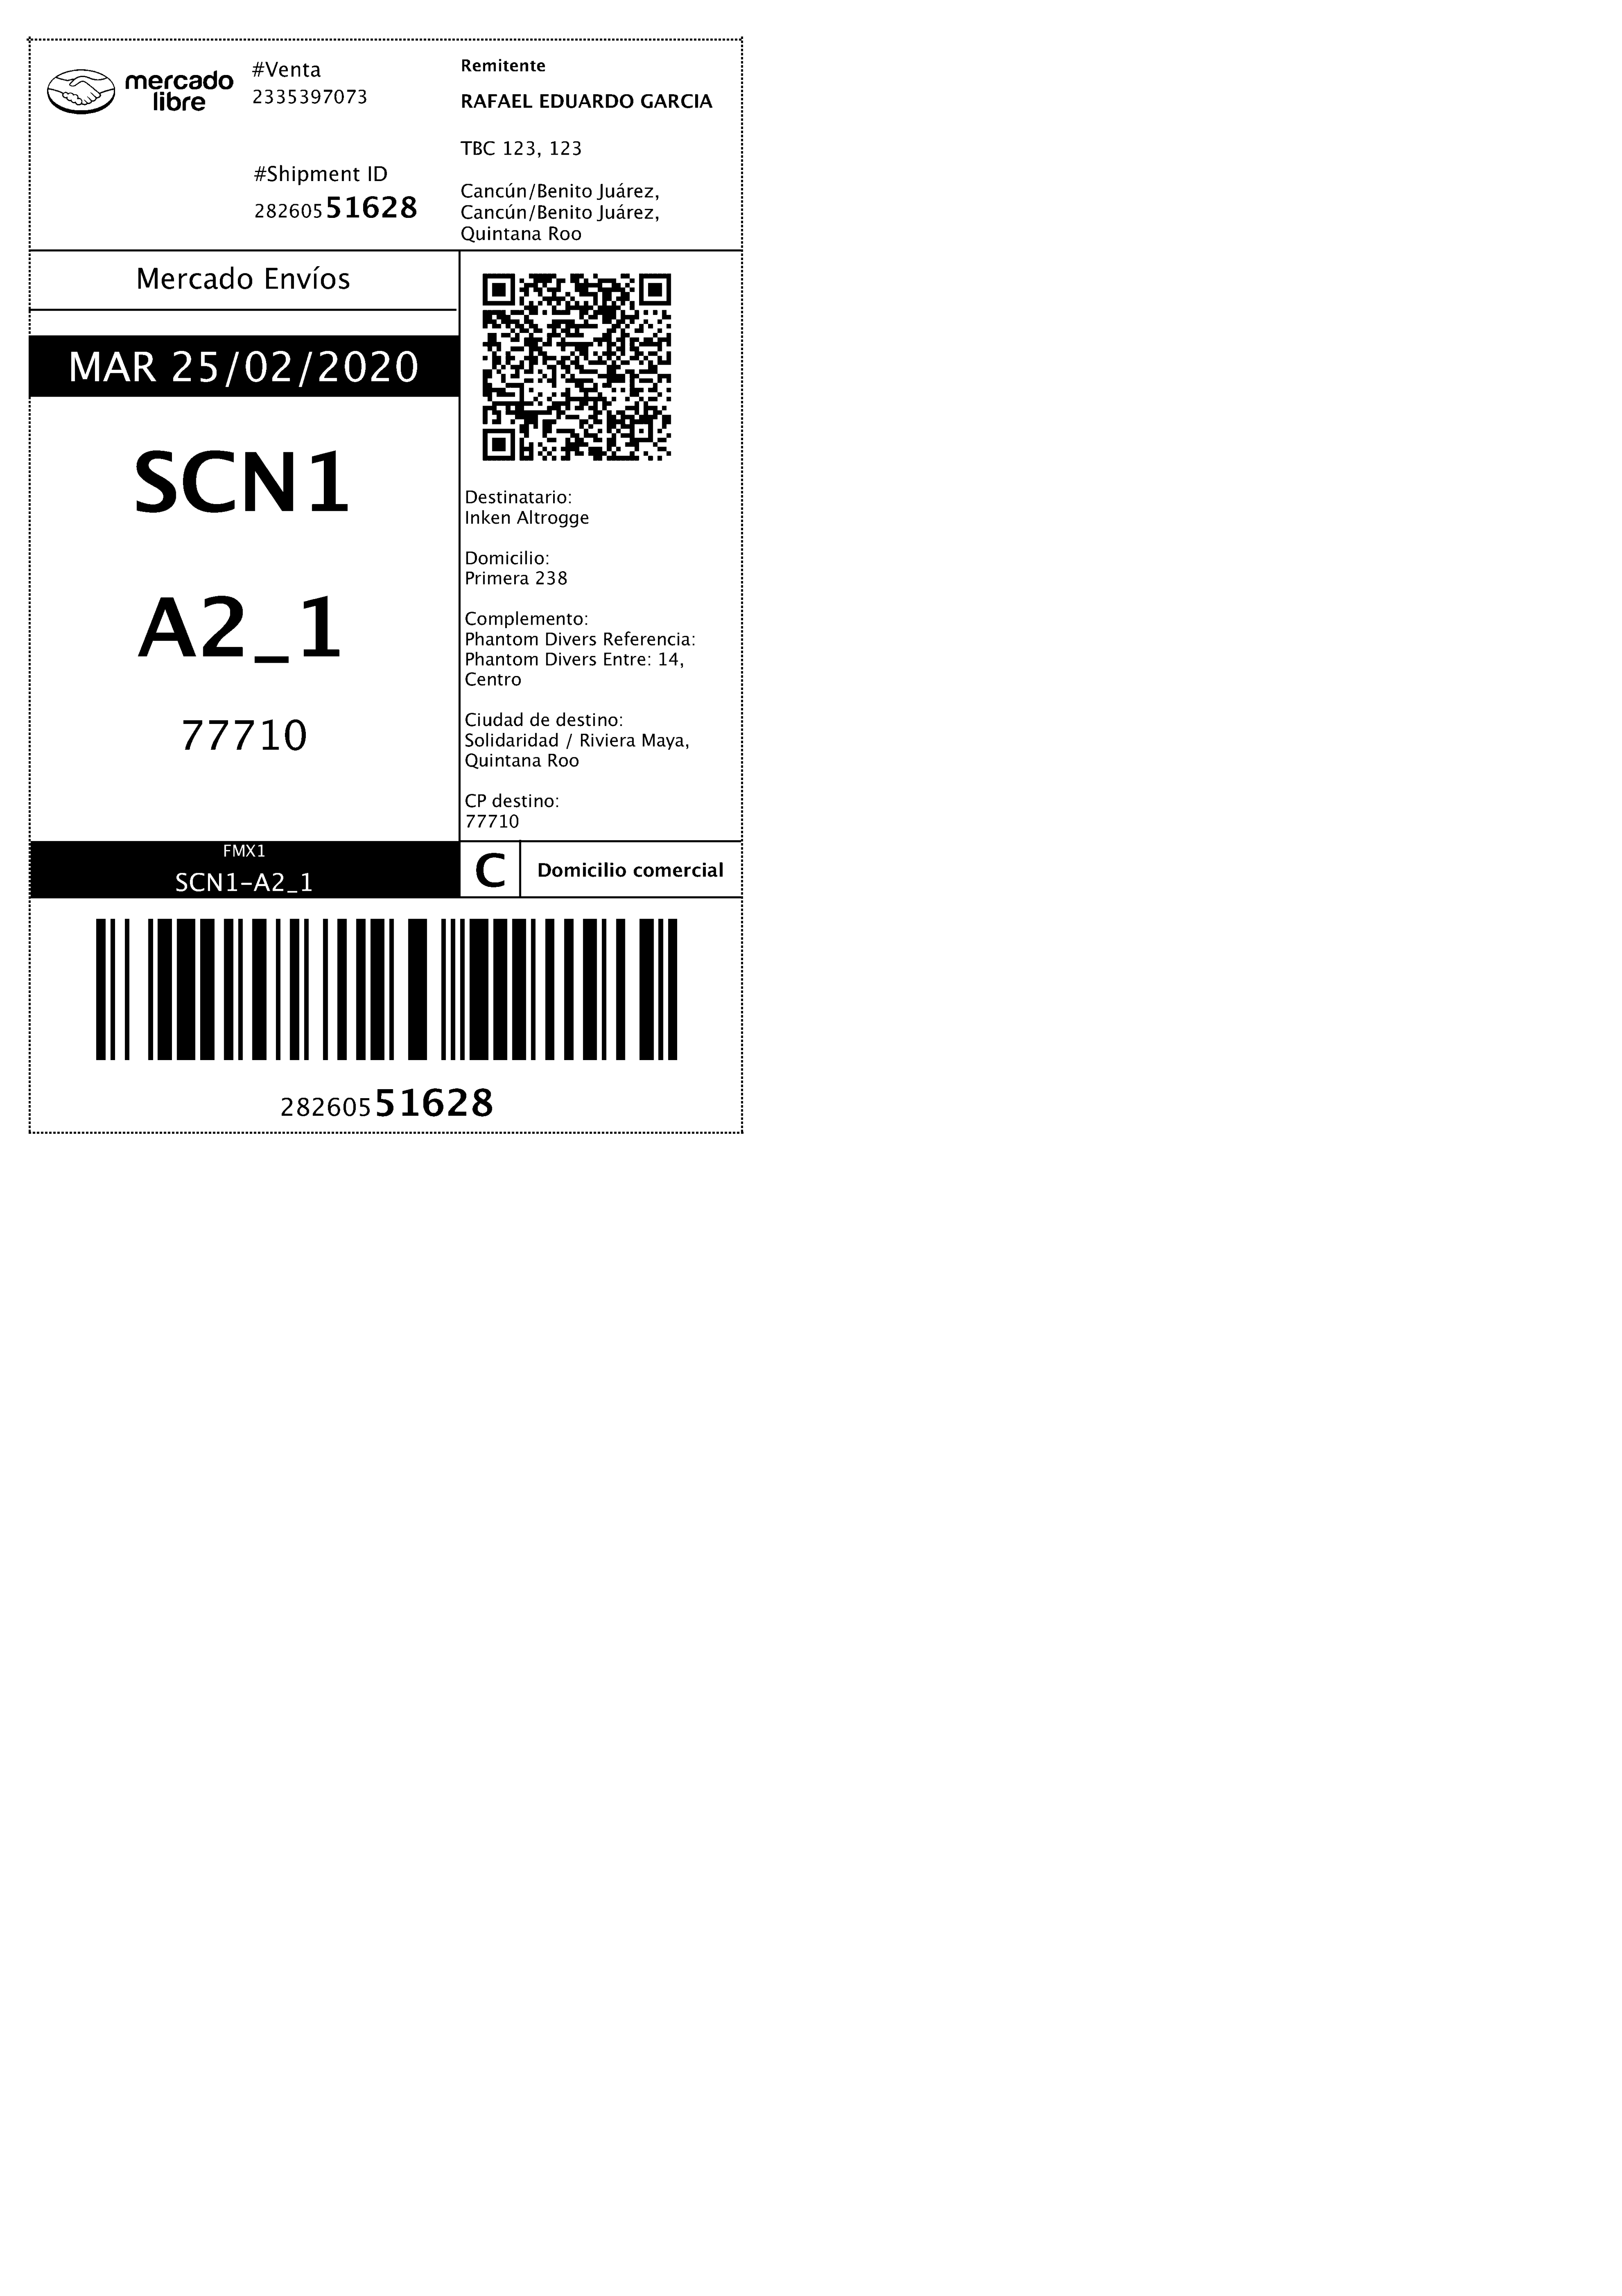 mercado
libre
#Venta
2335397073
#Shipment ID
28260551628
Remitente
RAFAEL EDUARDO GARCIA
TBC 123, 123
Cancún/Benito Juárez,
Cancún/Benito Juárez,
Quintana Roo
Mercado Envíos
MAR 25/02/2020
SCN1
A2_1
77710
FMX1
SCN1-A2_1
Destinatario:
Inken Altrogge
Domicilio:
Primera 238
Complemento:
Phantom Divers Referencia:
Phantom Divers Entre: 14,
Centro
Ciudad de destino:
Solidaridad / Riviera Maya,
Quintana Roo
CP destino:
77710
C
Domicilio comercial
28260551628